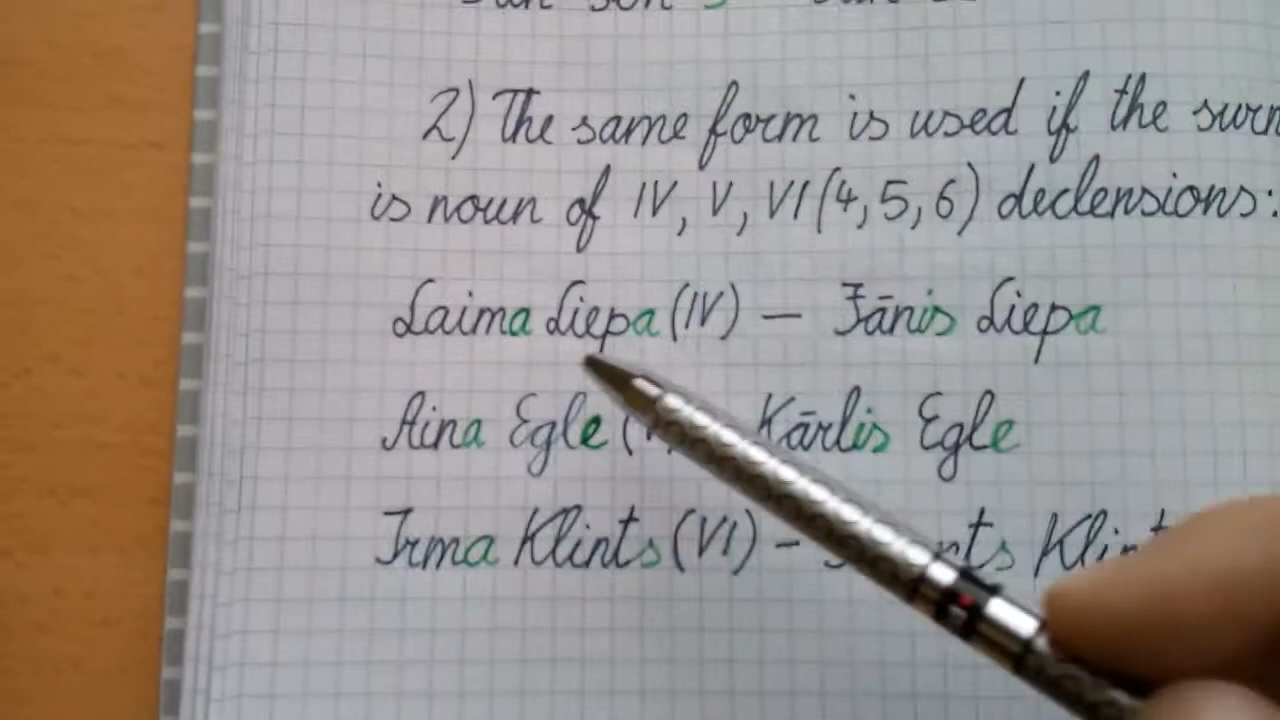 2) The same form is used if the
is noun of IV, V, VI (4, 5, 6) declensions:
Laima Liepa (IV) – Jānis Liepa
Aina Egle ( Kārlis Egle
Irma Klints (VI) –